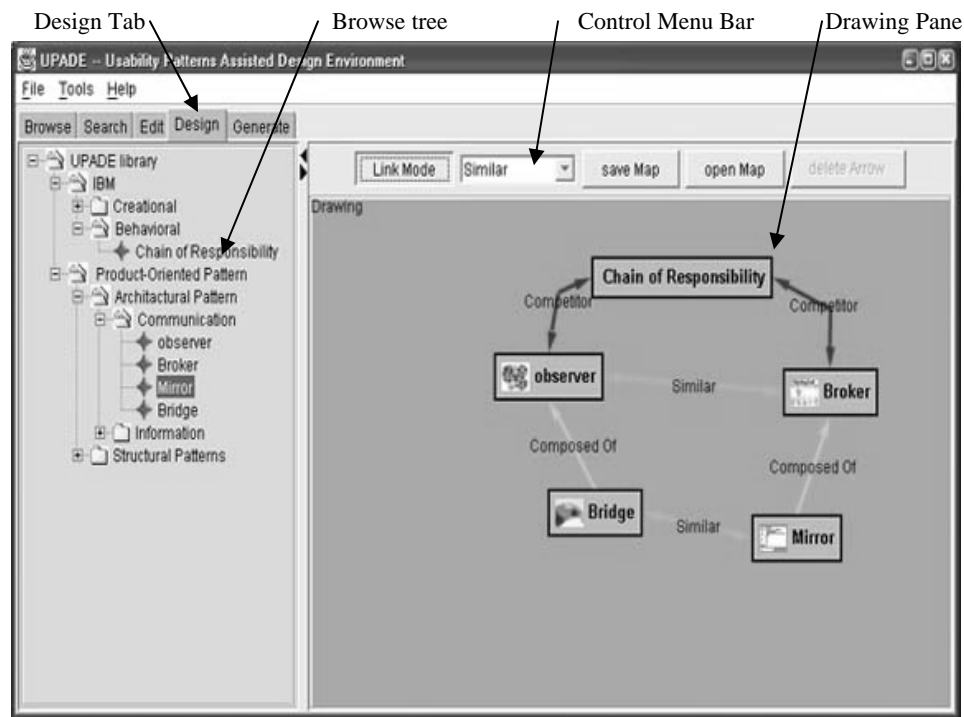 Design Tab Browse tree Control Menu Bar Drawing Pane
UPADE -- Usability Patterns Assisted Design Environment
File Tools Help
Browse Search Edit Design Generate
UPADE library
IBM
Creational
Behavioral
Chain of Responsibility
Product-Oriented Pattern
Architactural Pattern
Communication
observer
Broker
Mirror
Bridge
Information
Structural Patterns
Link Mode Similar save Map open Map delete Arrow
Drawing
Chain of Responsibility
Competitor Competitor
observer Similar Broker
Composed Of Composed Of
Bridge Similar Mirror